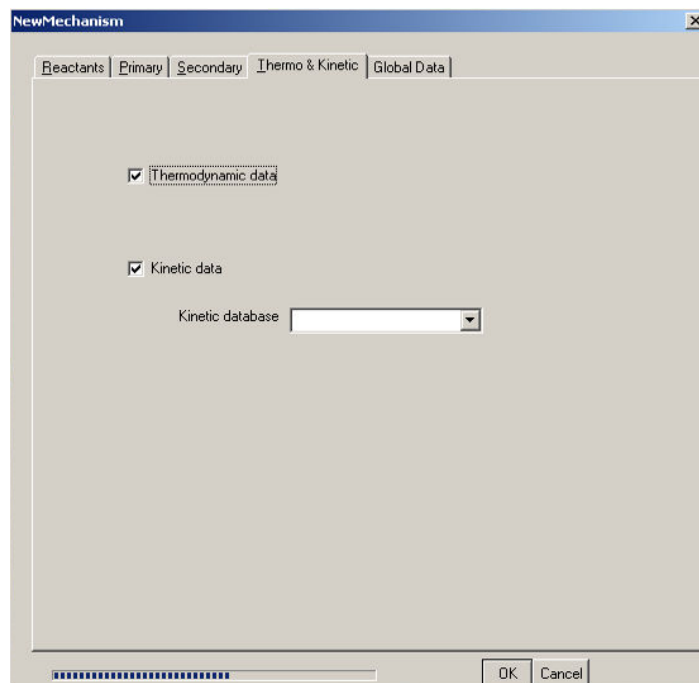 NewMechanism
Reactants Primary Secondary Thermo & Kinetic Global Data
Thermodynamic data
Kinetic data
Kinetic database
OK Cancel